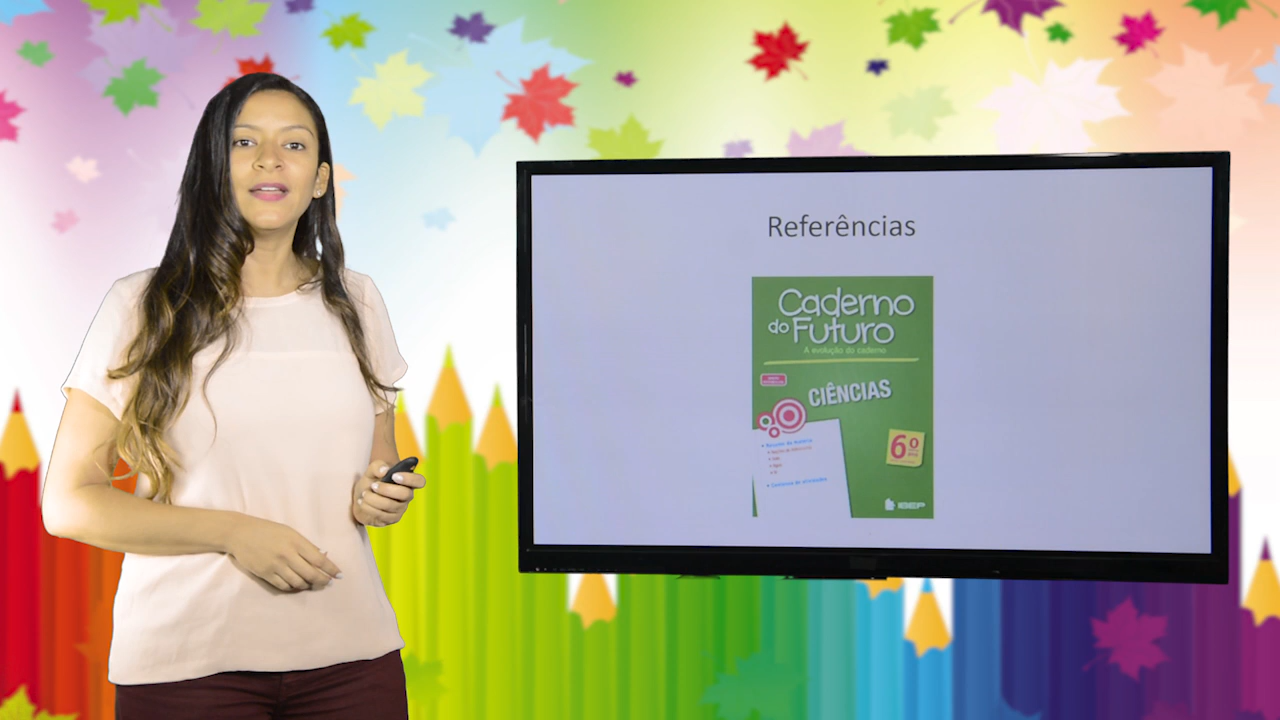 Referências
Caderno
do Futuro
A evolução do caderno
CIÊNCIAS
6º
IBEP